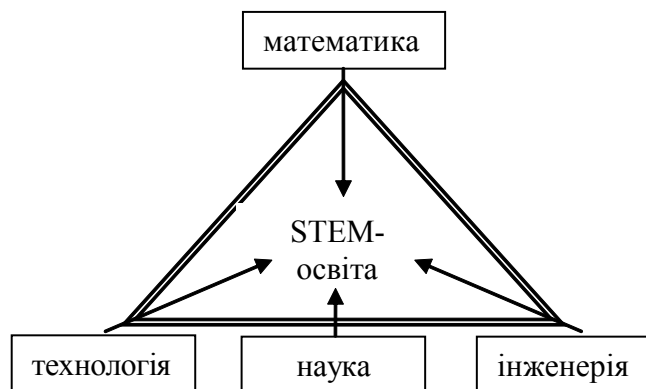 математика
STEM-
освіта
технологія
наука
інженерія